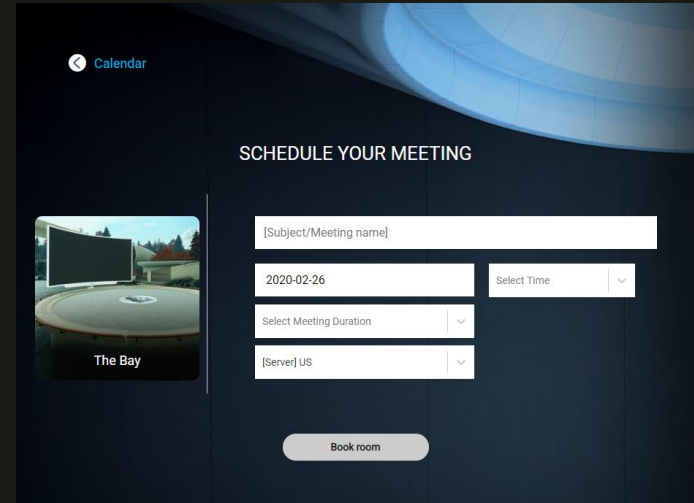 Calendar
SCHEDULE YOUR MEETING
[Subject/Meeting name]
2020-02-26
Select Time
Select Meeting Duration
[Server] US
The Bay
Book room